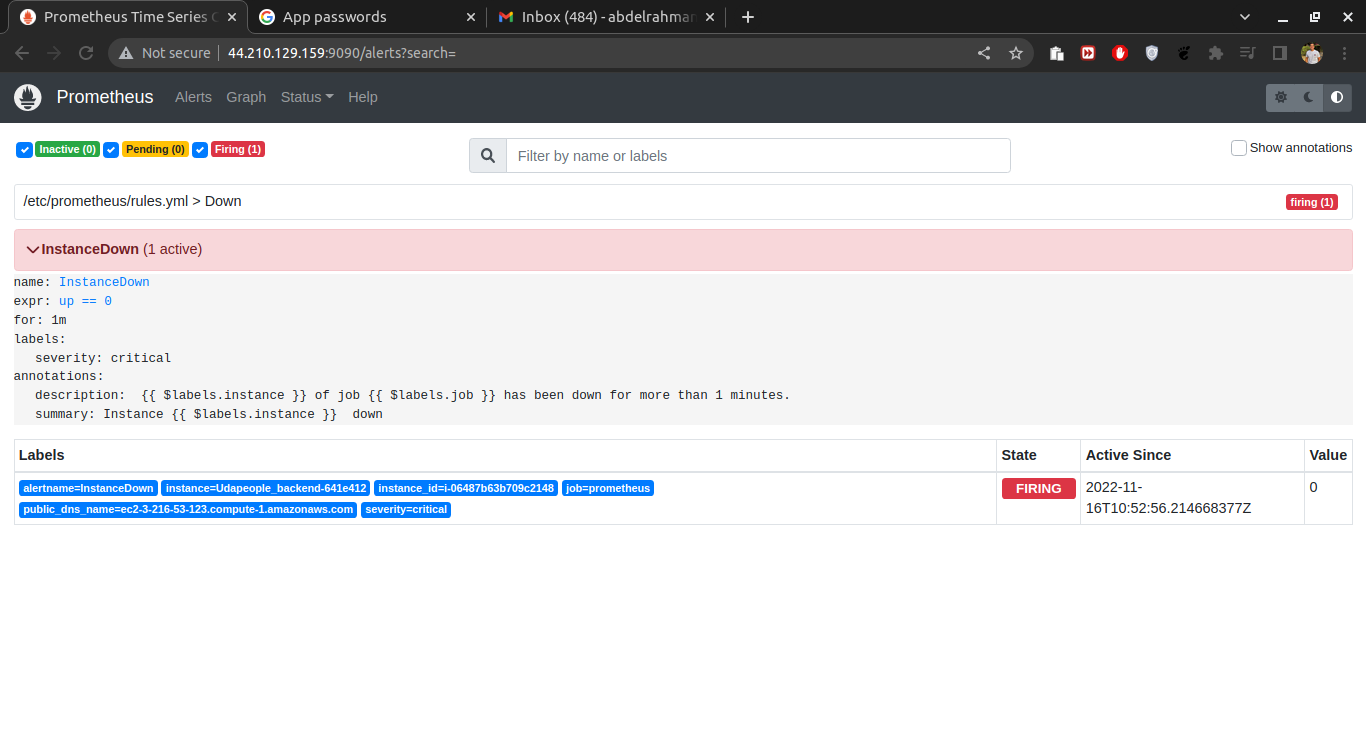 Prometheus Time Series
App passwords
Inbox (484) - abdelrahman
Not secure
44.210.129.159:9090/alerts?search=
Prometheus Alerts Graph Status Help
Inactive (0) Pending (0) Firing (1)
Filter by name or labels
Show annotations
/etc/prometheus/rules.yml > Down
firing (1)
InstanceDown (1 active)
name: InstanceDown
expr: up == 0
for: 1m
labels:
severity: critical
annotations:
description: {{ $labels.instance }} of job {{ $labels.job }} has been down for more than 1 minutes.
summary: Instance {{ $labels.instance }} down
Labels State Active Since Value
alertname=InstanceDown instance=Udapeople_backend-641e412 instance_id=i-06487b63b709c2148 job=prometheus
public_dns_name=ec2-3-216-53-123.compute-1.amazonaws.com severity=critical
FIRING
2022-11-
16T10:52:56.214668377Z
0